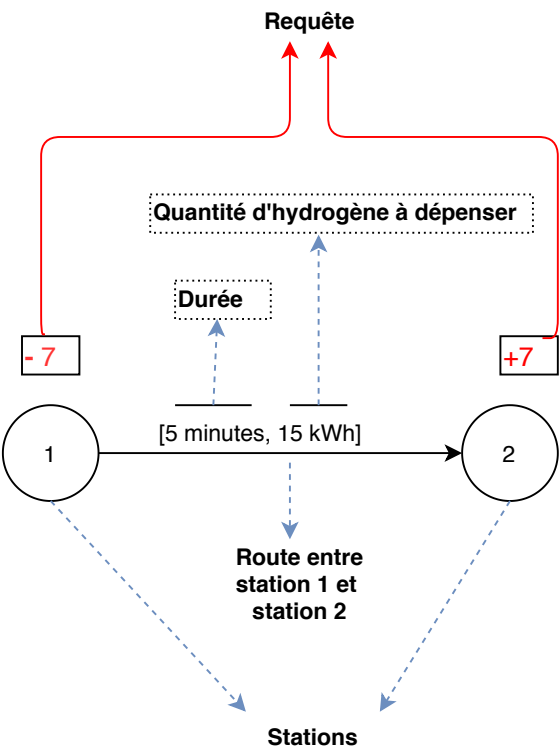 Requête
Quantité d'hydrogène à dépenser
Durée
- 7
+7
[5 minutes, 15 kWh]
1
2
Route entre
station 1 et
station 2
Stations